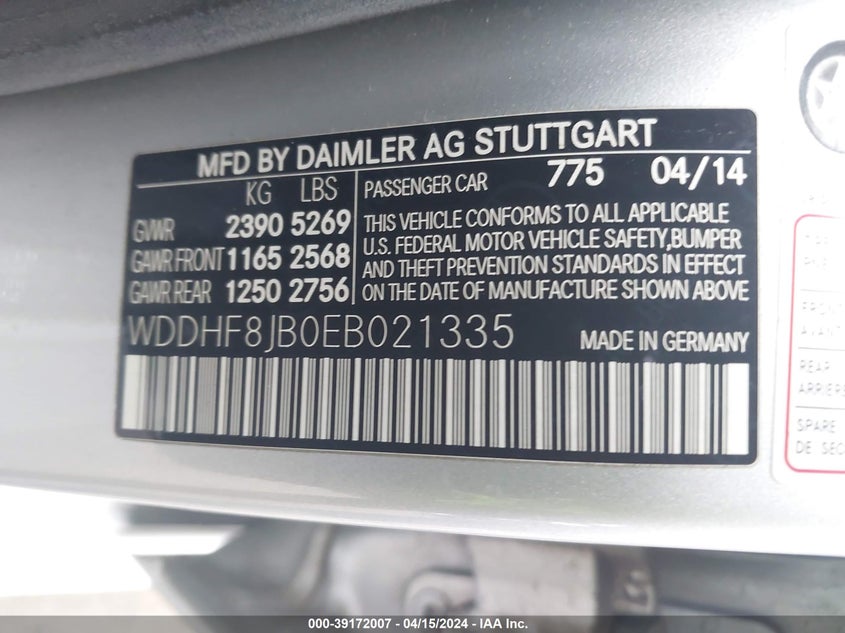 MFD BY DAIMLER AG STUTTGART
KG LBS
GVWR 2390 5269
GAWR FRONT 1165 2568
GAWR REAR 1250 2756
PASSENGER CAR 775 04/14
THIS VEHICLE CONFORMS TO ALL APPLICABLE
U.S. FEDERAL MOTOR VEHICLE SAFETY,BUMPER
AND THEFT PREVENTION STANDARDS IN EFFECT
ON THE DATE OF MANUFACTURE SHOWN ABOVE
WDDHF8JB0EB021335
MADE IN GERMANY
REAR
SPARE
000-39172007 - 04/15/2024 - IAA Inc.